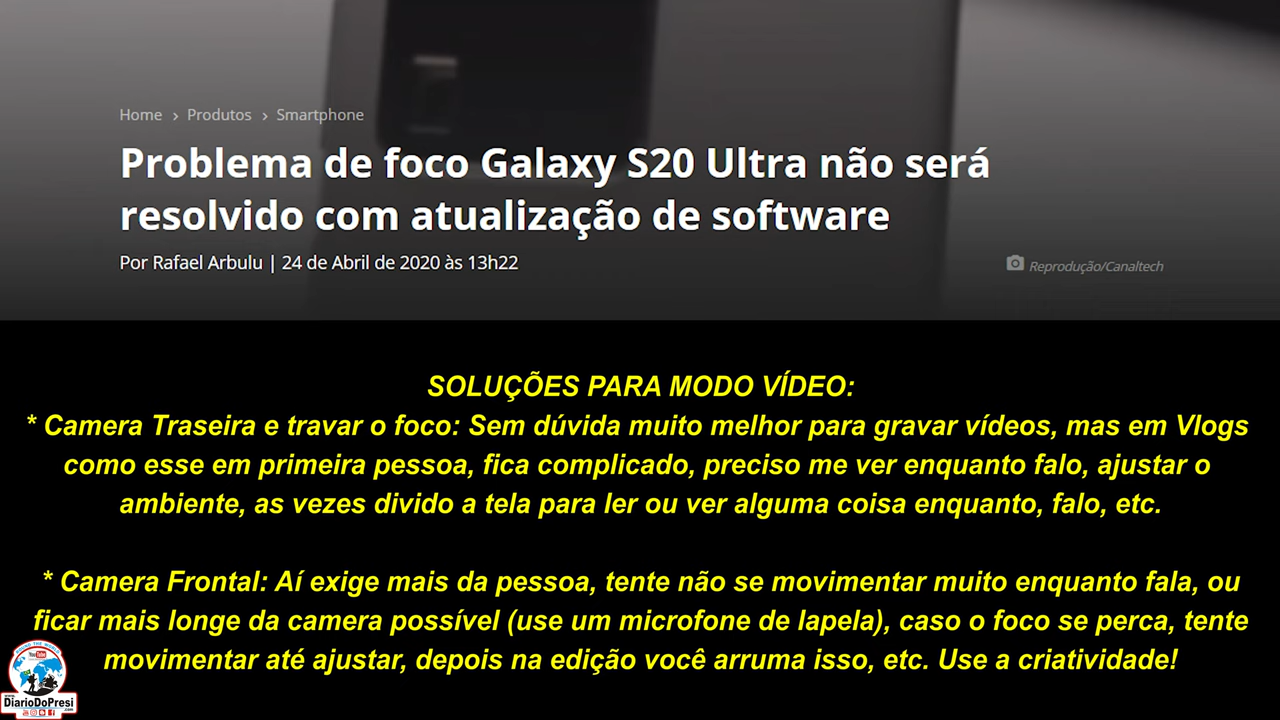 Home > Produtos > Smartphone
Problema de foco Galaxy S20 Ultra não será
resolvido com atualização de software
Por Rafael Arbulu | 24 de Abril de 2020 às 13h22
Reprodução/Canaltech
SOLUÇÕES PARA MODO VÍDEO:
* Camera Traseira e travar o foco: Sem dúvida muito melhor para gravar vídeos, mas em Vlogs
como esse em primeira pessoa, fica complicado, preciso me ver enquanto falo, ajustar o
ambiente, as vezes divido a tela para ler ou ver alguma coisa enquanto, falo, etc.
* Camera Frontal: Aí exige mais da pessoa, tente não se movimentar muito enquanto fala, ou
ficar mais longe da camera possível (use um microfone de lapela), caso o foco se perca, tente
movimentar até ajustar, depois na edição você arruma isso, etc. Use a criatividade!
YouTube
www.
DiarioDoPresi
.com